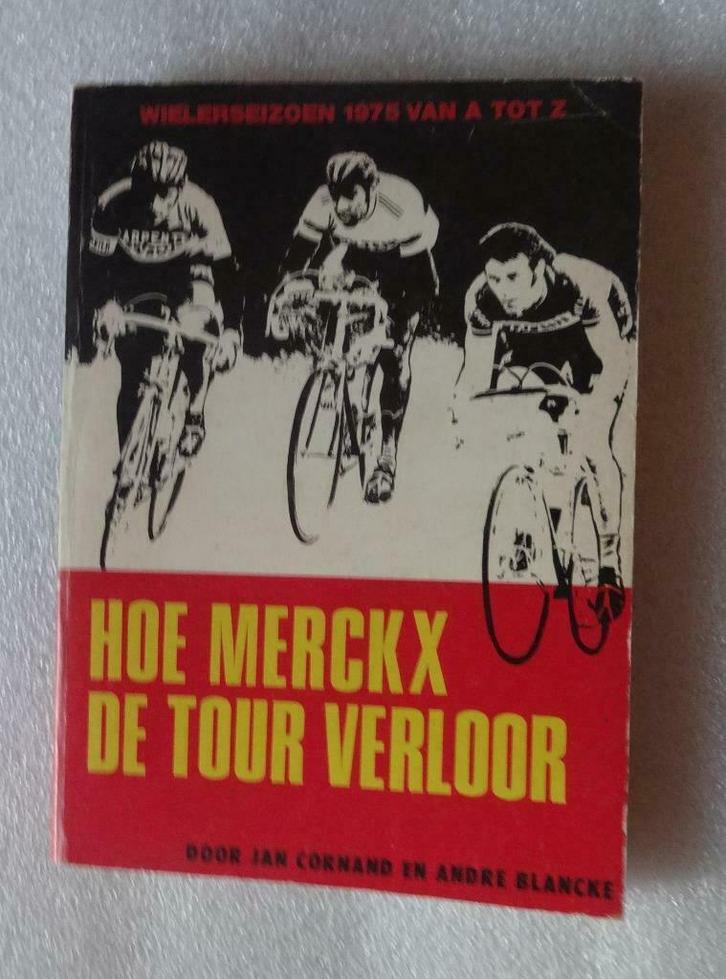 WIELERSEIZOEN 1975 VAN A TOT Z
HOE MERCKX
DE TOUR VERLOOR
DOOR JAN CORNAND EN ANDRE BLANCKE